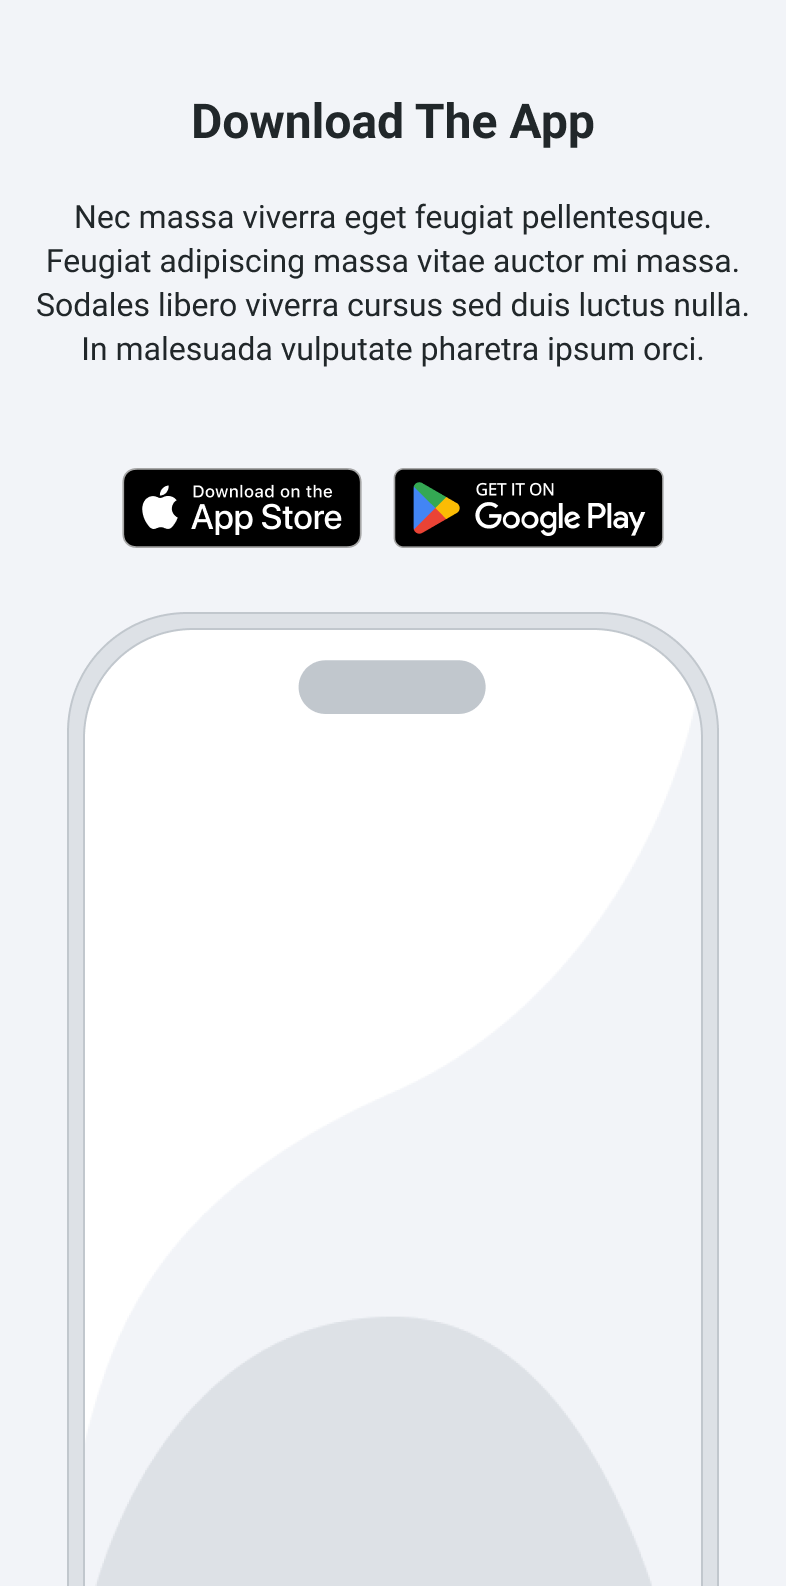 Download The App
Nec massa viverra eget feugiat pellentesque.
Feugiat adipiscing massa vitae auctor mi massa.
Sodales libero viverra cursus sed duis luctus nulla.
In malesuada vulputate pharetra ipsum orci.
Download on the
App Store
GET IT ON
Google Play